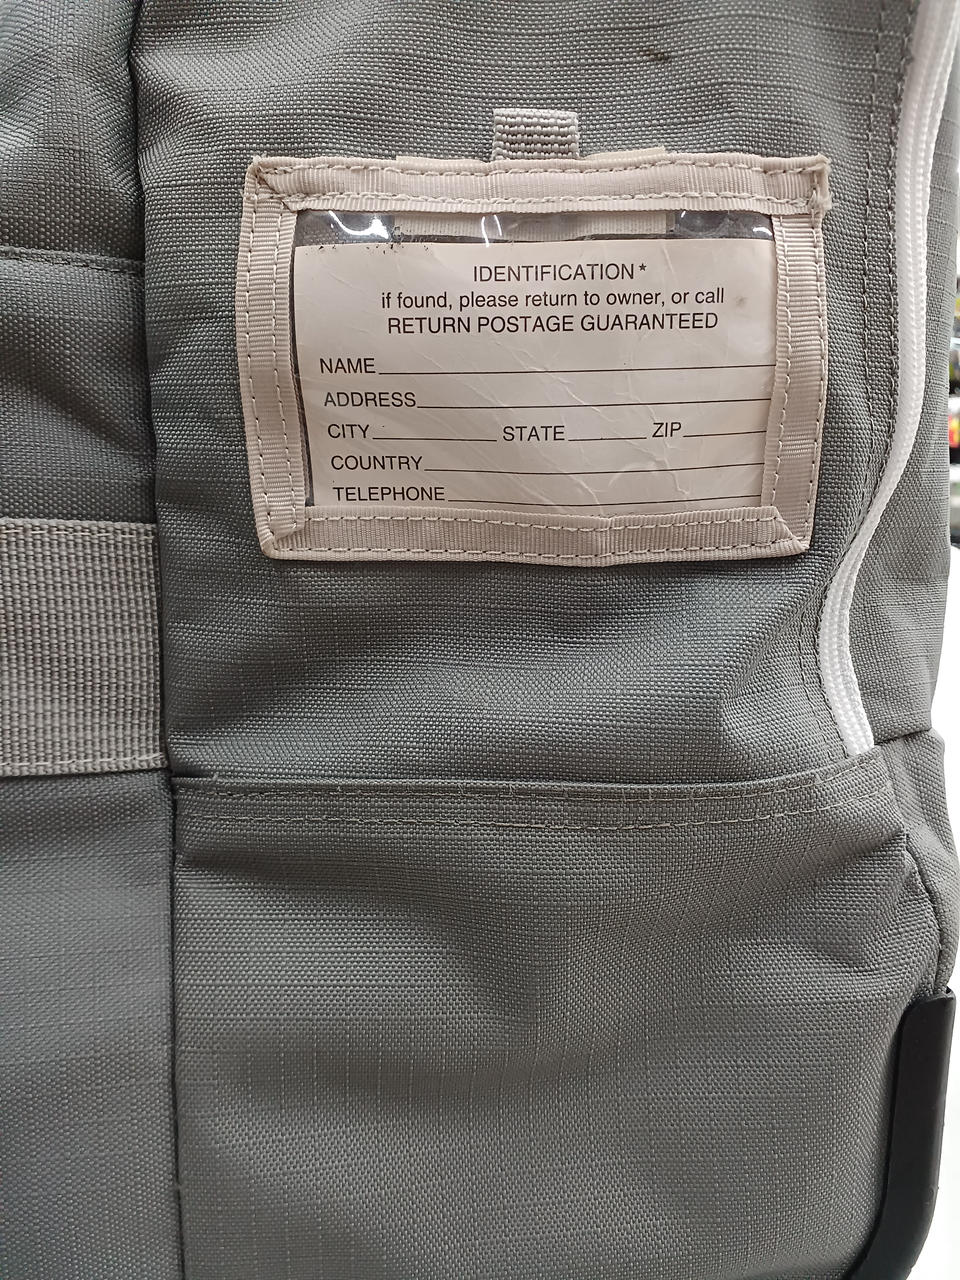 IDENTIFICATION*
if found, please return to owner, or call
RETURN POSTAGE GUARANTEED
NAME
ADDRESS
CITY STATE ZIP
COUNTRY
TELEPHONE